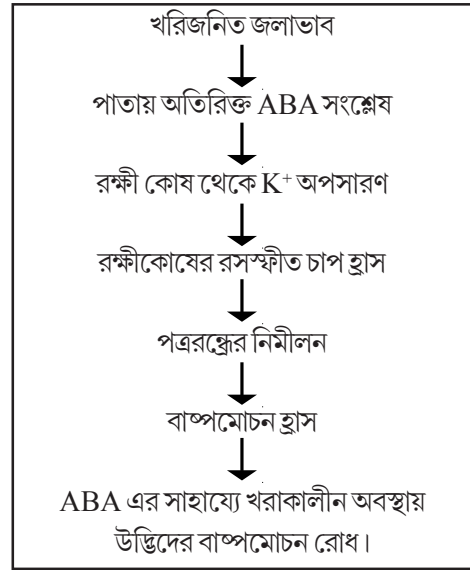 খরিজনিত জলাভাব
পাতায় অতিরিক্ত ABA সংশ্লেষ
রক্ষী কোষ থেকে K⁺ অপসারণ
রক্ষীকোষের রসস্ফীত চাপ হ্রাস
পত্ররন্ধ্রের নিমীলন
বাষ্পমোচন হ্রাস
ABA এর সাহায্যে খরাকালীন অবস্থায়
উদ্ভিদের বাষ্পমোচন রোধ।